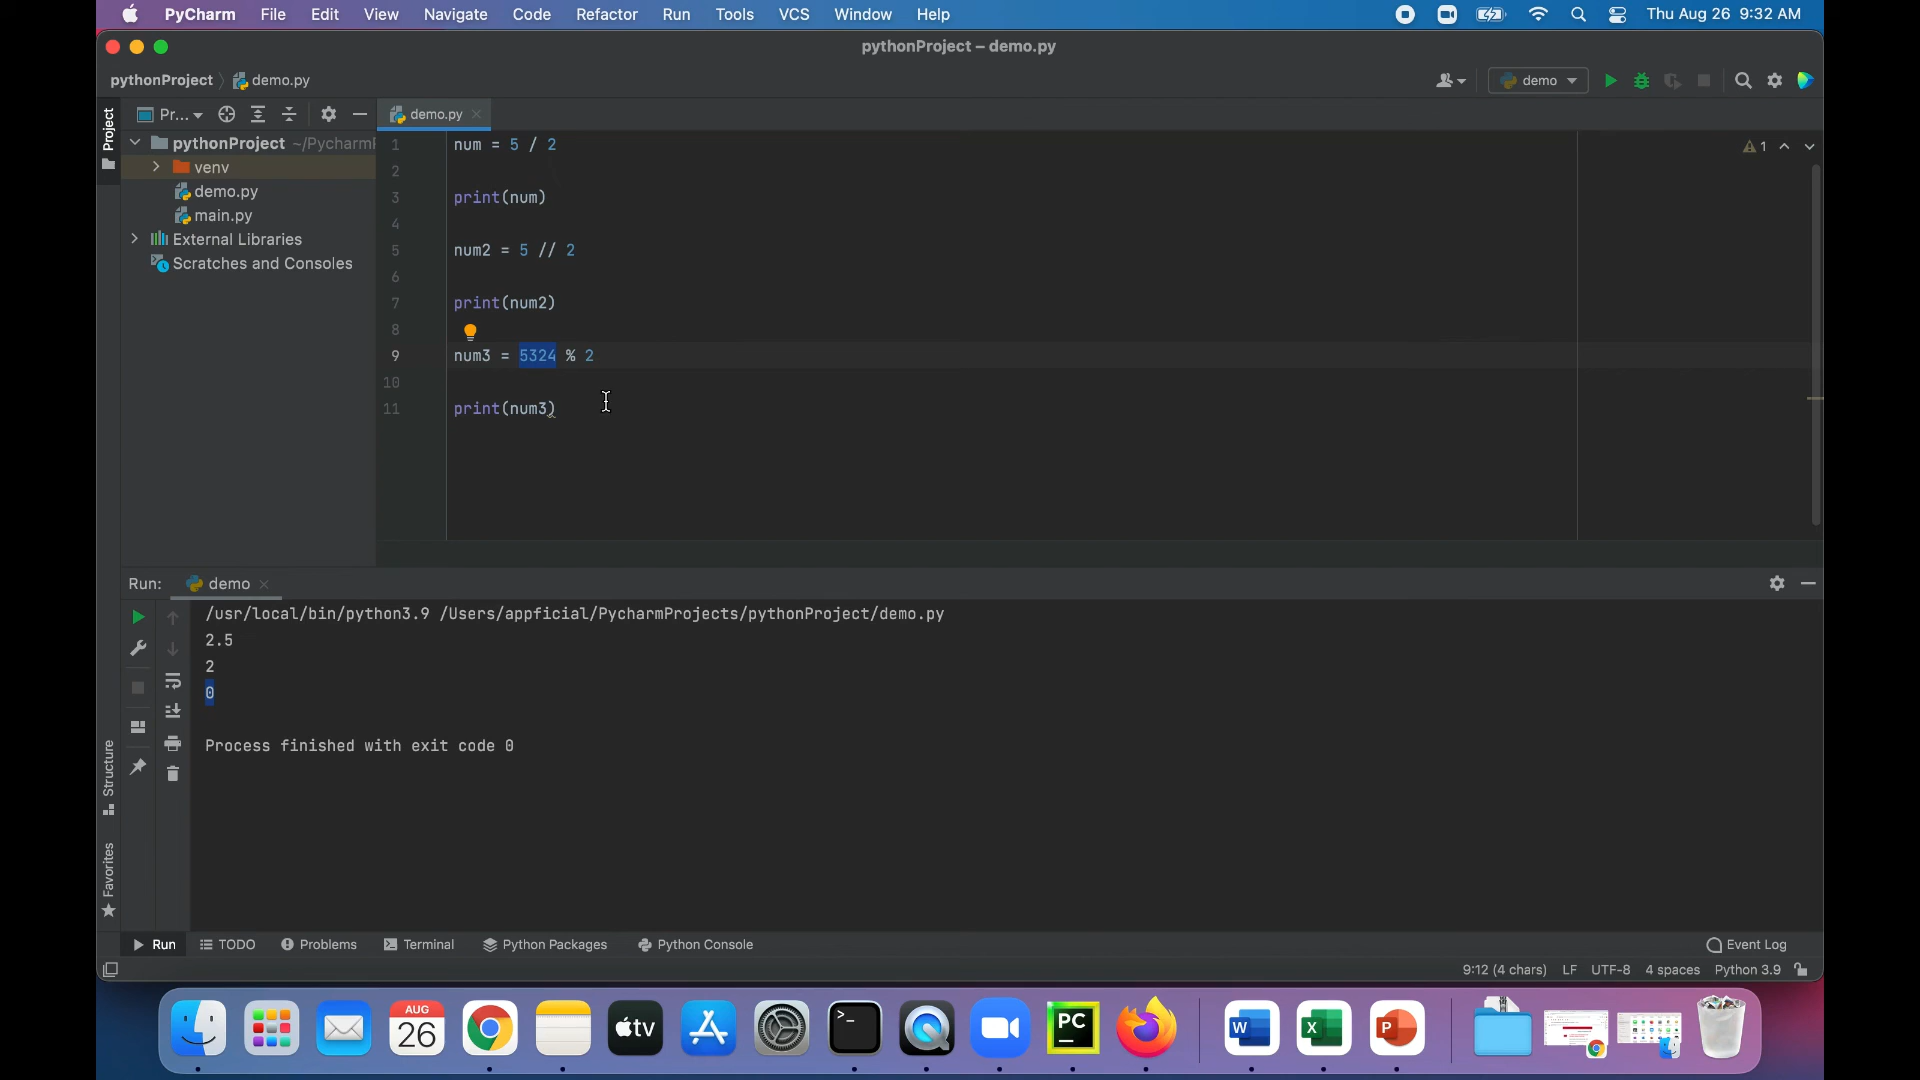 PyCharm File Edit View Navigate Code Refactor Run Tools VCS Window Help Thu Aug 26 9:32 AM
pythonProject – demo.py
pythonProject demo.py demo
Pr... demo.py
Project
pythonProject ~/Pycharm
venv
demo.py
main.py
External Libraries
Scratches and Consoles
1 num = 5 / 2
1
2
3 print(num)
4
5 num2 = 5 // 2
6
7 print(num2)
8
9 num3 = 5324 % 2
10
11 print(num3)
Run: demo
/usr/local/bin/python3.9 /Users/appficial/PycharmProjects/pythonProject/demo.py
2.5
2
0
Process finished with exit code 0
Structure
Favorites
Run TODO Problems Terminal Python Packages Python Console Event Log
9:12 (4 chars) LF UTF-8 4 spaces Python 3.9
AUG
26
tv
>_
PC
W
X
P